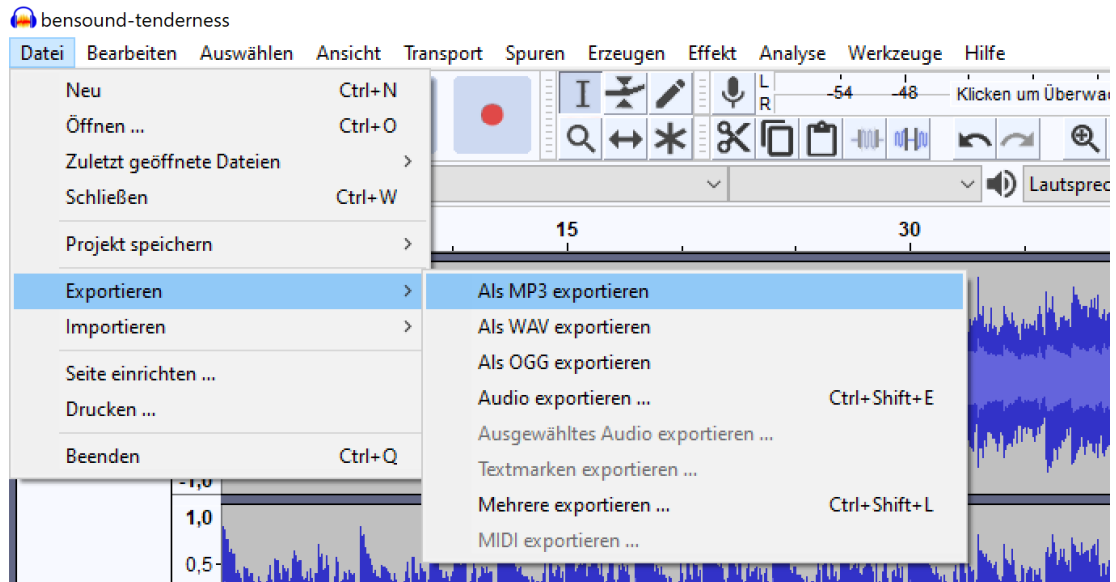 bensound-tenderness
Datei Bearbeiten Auswählen Ansicht Transport Spuren Erzeugen Effekt Analyse Werkzeuge Hilfe
Neu Ctrl+N
Öffnen ... Ctrl+O
Zuletzt geöffnete Dateien
Schließen Ctrl+W
Projekt speichern
Exportieren
Importieren
Seite einrichten ...
Drucken ...
Beenden Ctrl+Q
L
R
-54 -48 Klicken um Überwac
Lautsprec
15 30
Als MP3 exportieren
Als WAV exportieren
Als OGG exportieren
Audio exportieren ... Ctrl+Shift+E
Ausgewähltes Audio exportieren ...
Textmarken exportieren ...
Mehrere exportieren ... Ctrl+Shift+L
MIDI exportieren ...
-1,0
1,0
0,5-